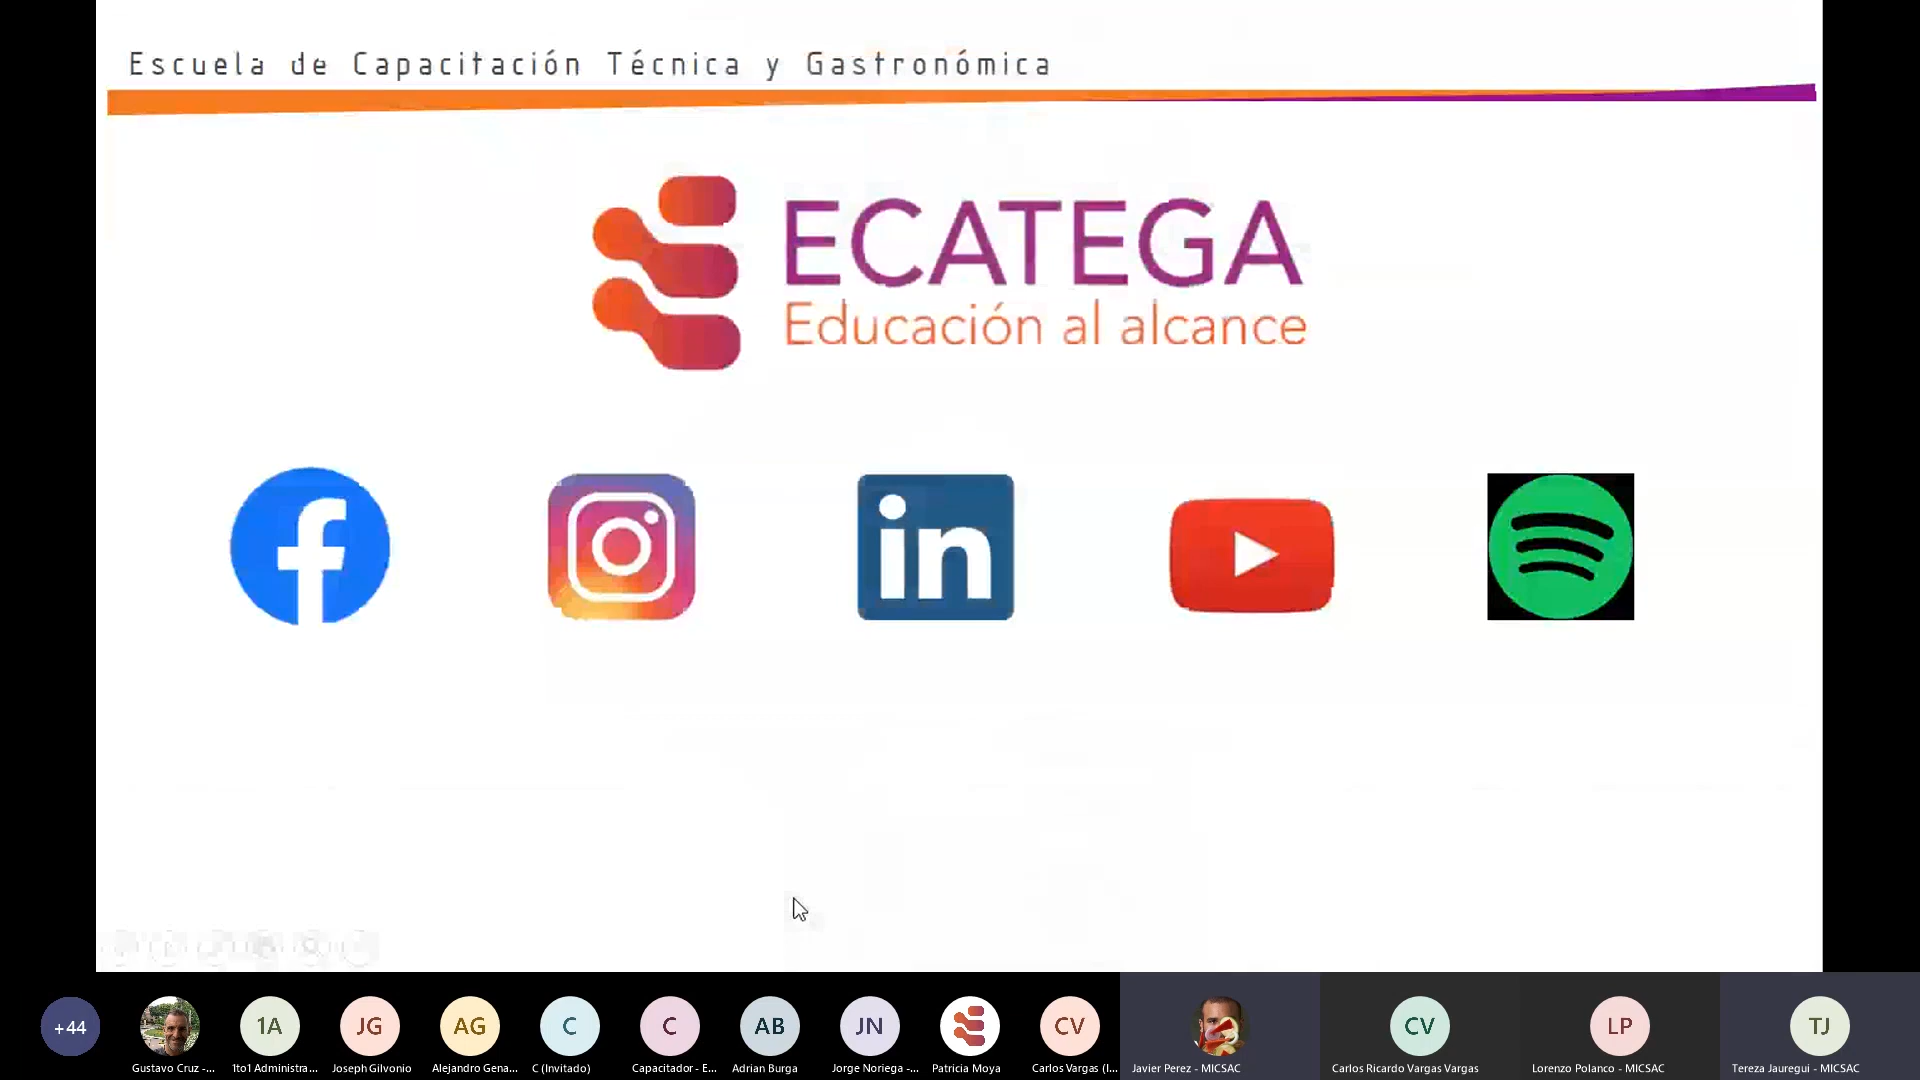 Escuela de Capacitación Técnica y Gastronómica
ECATEGA
Educación al alcance
f
in
+44
1A
JG
AG
C
C
AB
JN
CV
CV
LP
TJ
Gustavo Cruz -...
1to1 Administra...
Joseph Gilvonio
Alejandro Gena...
C (Invitado)
Capacitador - E...
Adrian Burga
Jorge Noriega -...
Patricia Moya
Carlos Vargas (I...
Javier Perez - MICSAC
Carlos Ricardo Vargas Vargas
Lorenzo Polanco - MICSAC
Tereza Jauregui - MICSAC